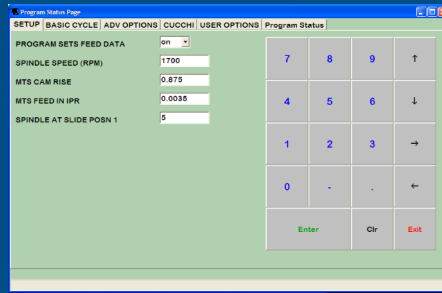 Program Status Page
SETUP BASIC CYCLE ADV OPTIONS CUCCHI USER OPTIONS Program Status
PROGRAM SETS FEED DATA on
SPINDLE SPEED (RPM) 1700
MTS CAM RISE 0.875
MTS FEED IN IPR 0.0035
SPINDLE AT SLIDE POSN 1 5
7 8 9 ↑
4 5 6 ↓
1 2 3 →
0 - . ←
Enter Clr Exit